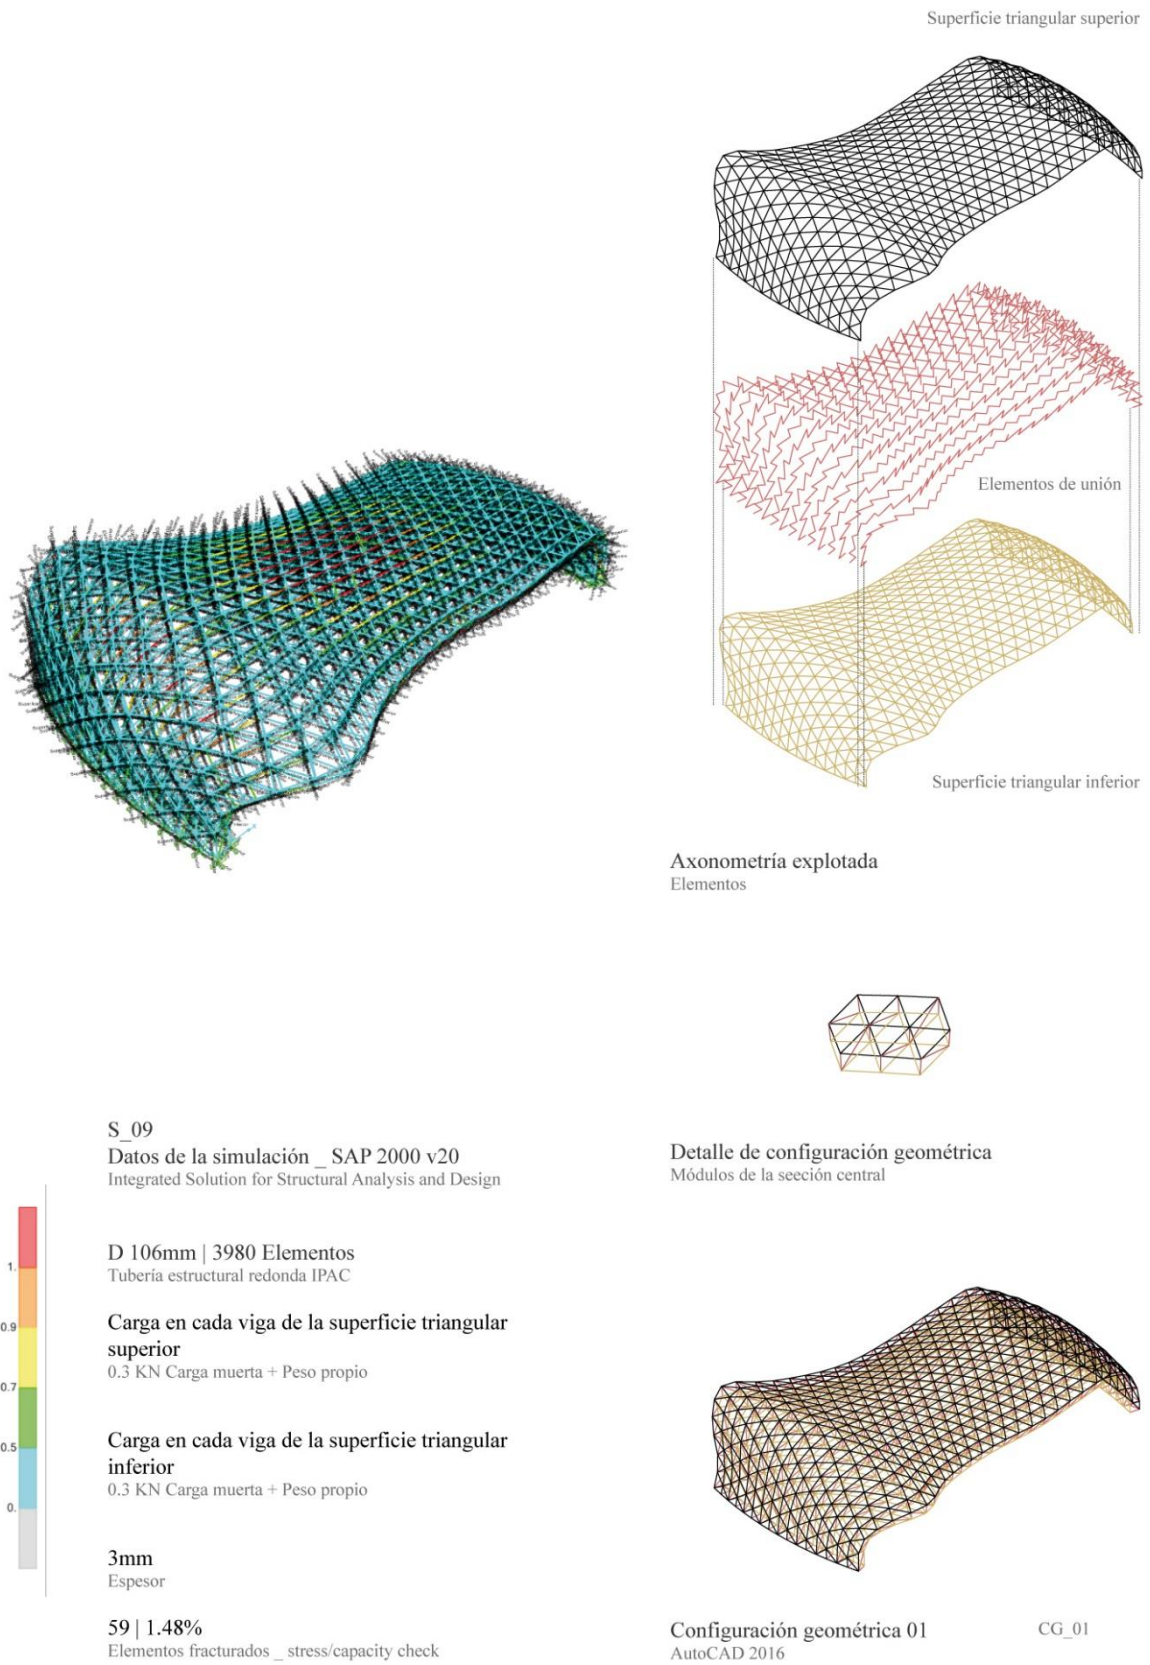 Superficie triangular superior
Elementos de unión
Superficie triangular inferior
Axonometría explotada
Elementos
S_09
Datos de la simulación _ SAP 2000 v20
Integrated Solution for Structural Analysis and Design
D 106mm | 3980 Elementos
Tubería estructural redonda IPAC
Carga en cada viga de la superficie triangular
superior
0.3 KN Carga muerta + Peso propio
Carga en cada viga de la superficie triangular
inferior
0.3 KN Carga muerta + Peso propio
3mm
Espesor
59 | 1.48%
Elementos fracturados _ stress/capacity check
1.
0.9
0.7
0.5
0.
Detalle de configuración geométrica
Módulos de la seeción central
Configuración geométrica 01
CG_01
AutoCAD 2016